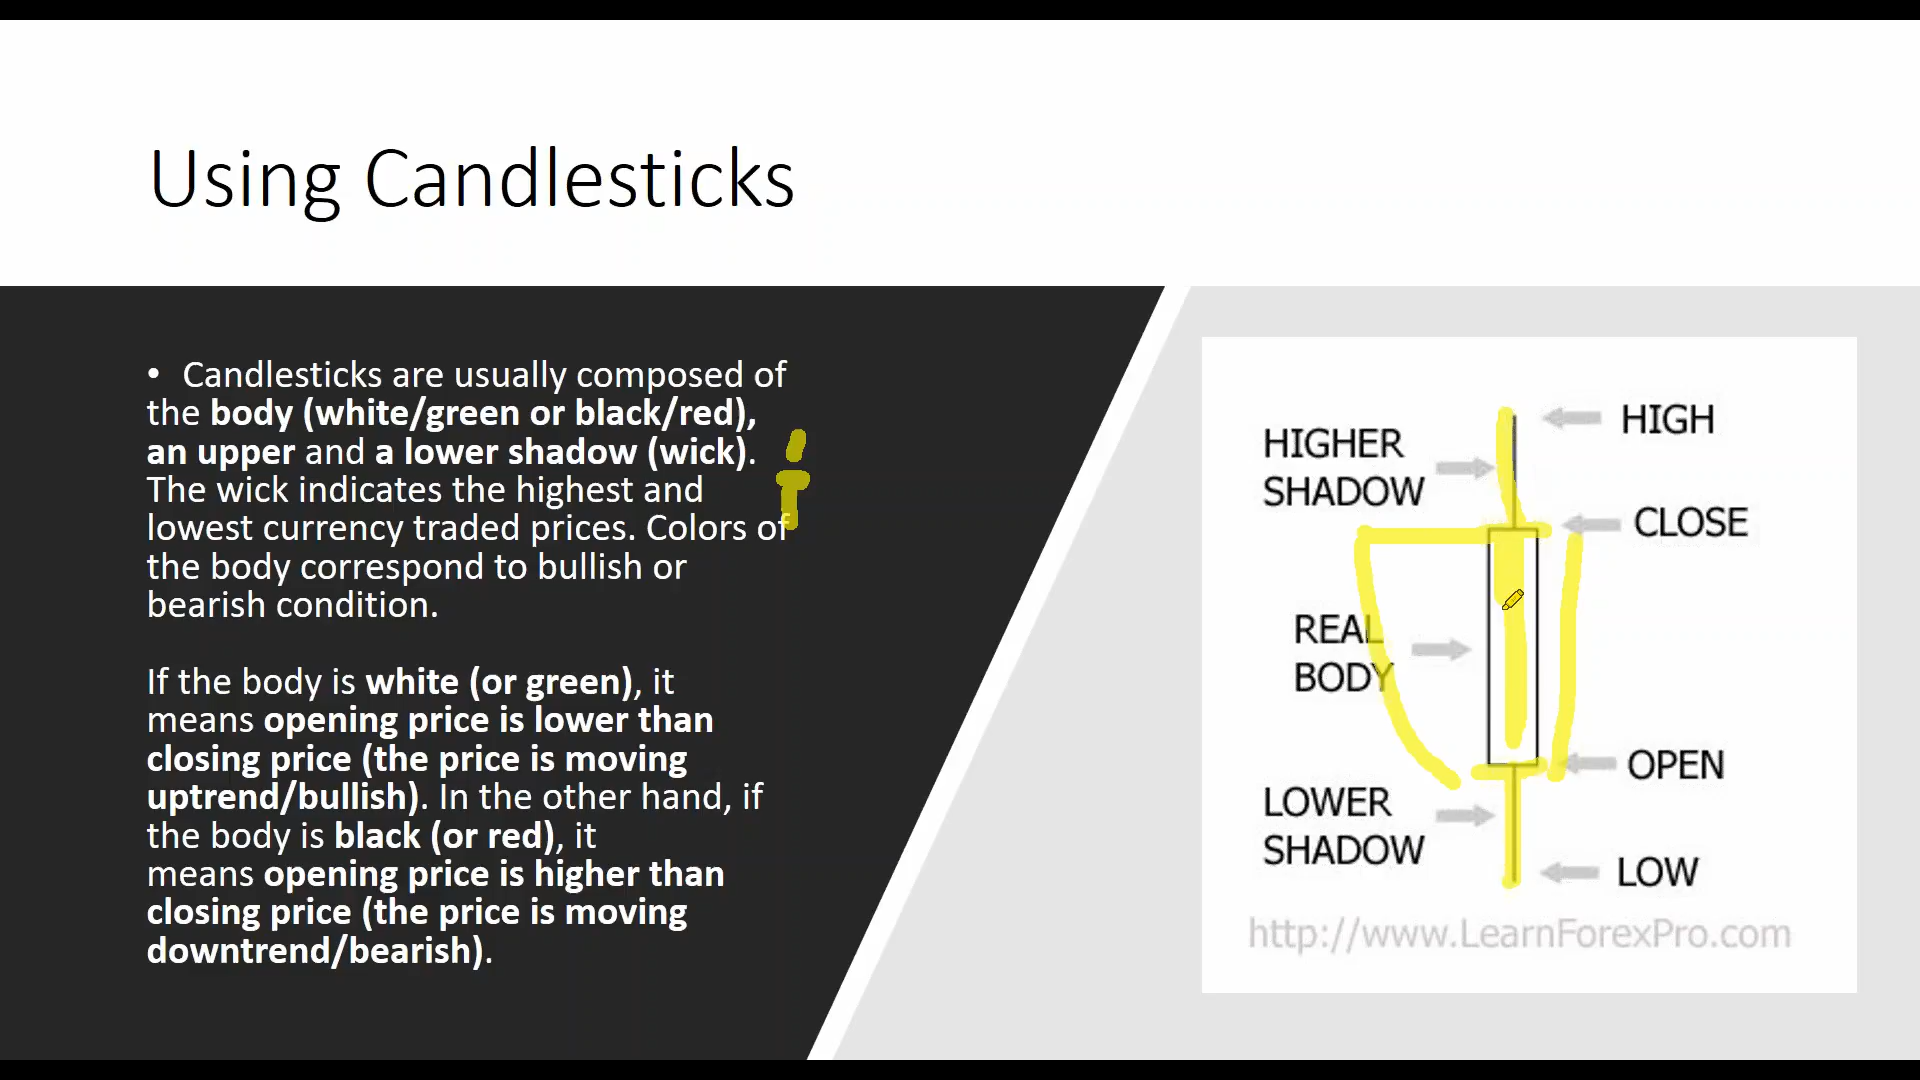 Using Candlesticks
• Candlesticks are usually composed of
the body (white/green or black/red),
an upper and a lower shadow (wick).
The wick indicates the highest and
lowest currency traded prices. Colors of
the body correspond to bullish or
bearish condition.
If the body is white (or green), it
means opening price is lower than
closing price (the price is moving
uptrend/bullish). In the other hand, if
the body is black (or red), it
means opening price is higher than
closing price (the price is moving
downtrend/bearish).
HIGH
HIGHER
SHADOW
CLOSE
REAL
BODY
OPEN
LOWER
SHADOW
LOW
http://www.LearnForexPro.com